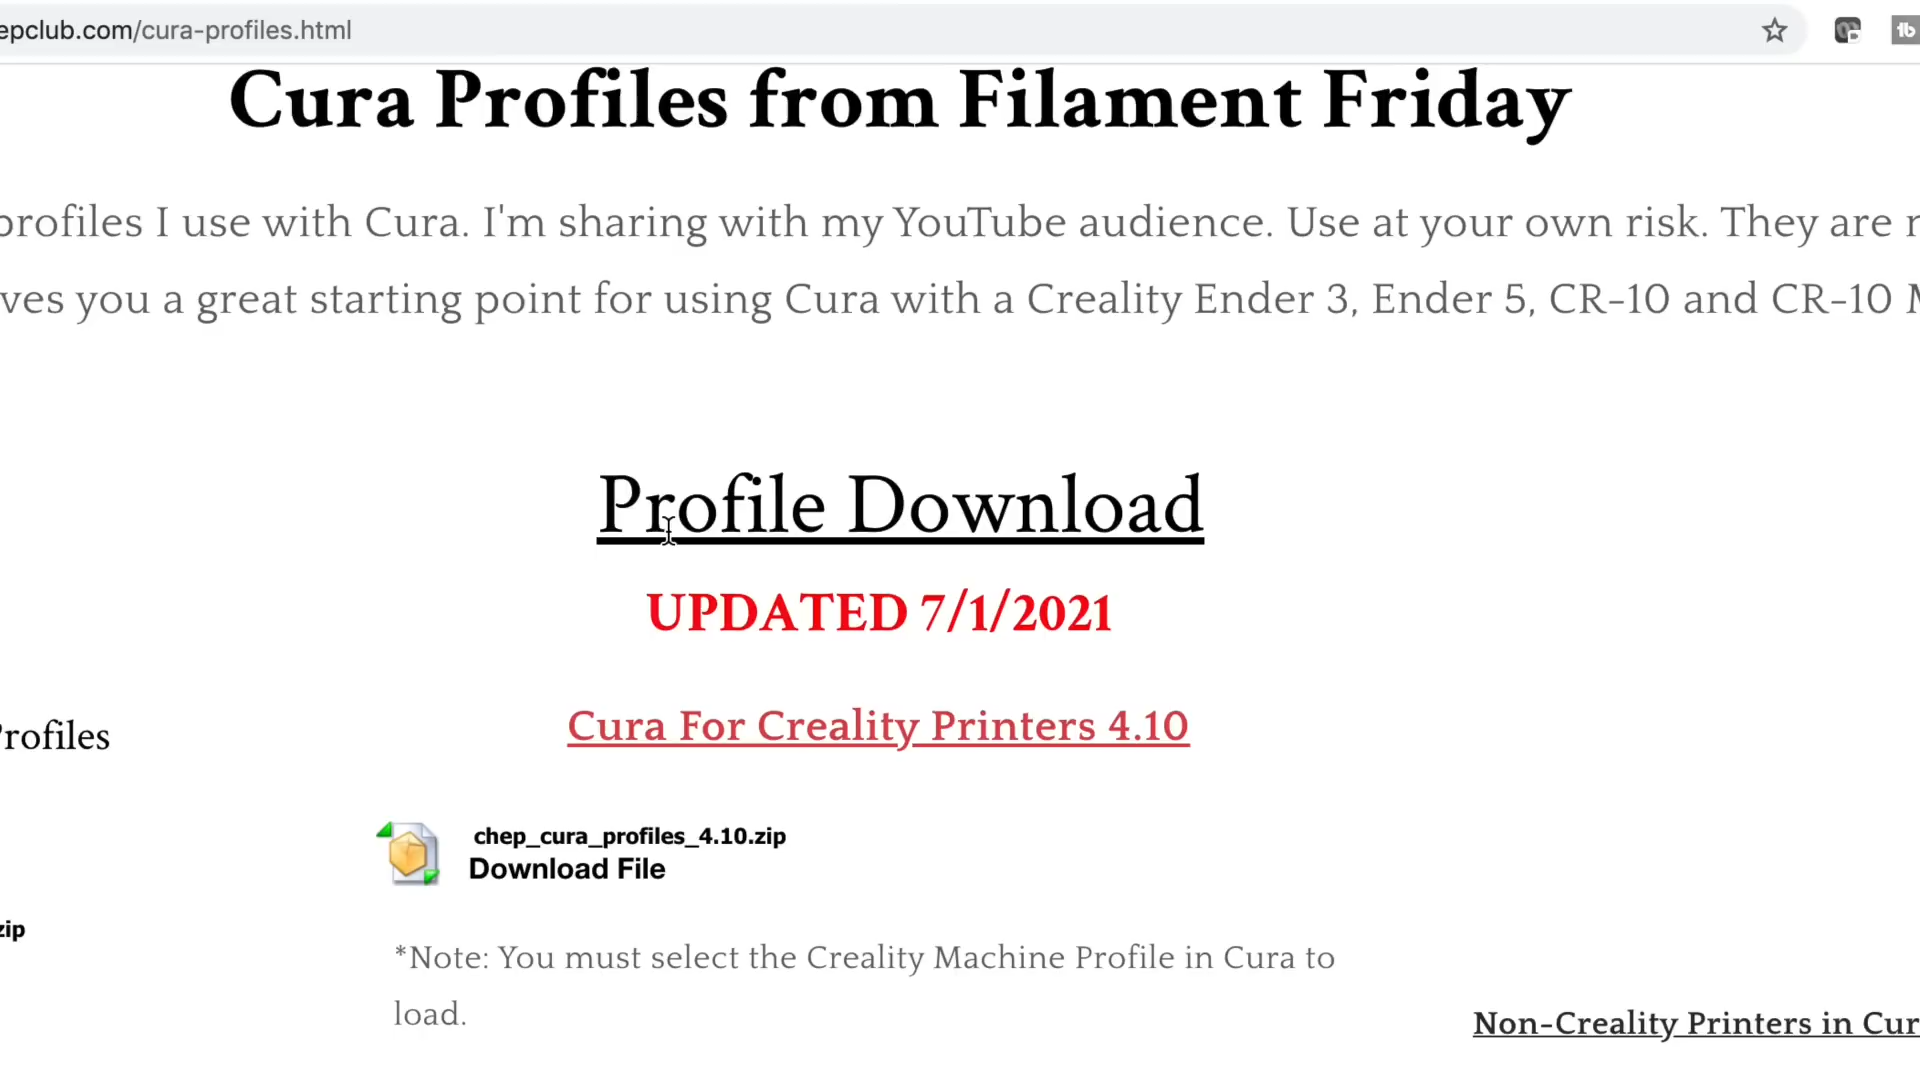 epclub.com/cura-profiles.html
Cura Profiles from Filament Friday
profiles I use with Cura. I'm sharing with my YouTube audience. Use at your own risk. They are
ves you a great starting point for using Cura with a Creality Ender 3, Ender 5, CR-10 and CR-10
Profile Download
UPDATED 7/1/2021
Cura For Creality Printers 4.10
rofiles
chep_cura_profiles_4.10.zip
Download File
zip
*Note: You must select the Creality Machine Profile in Cura to
load.
Non-Creality Printers in Cur